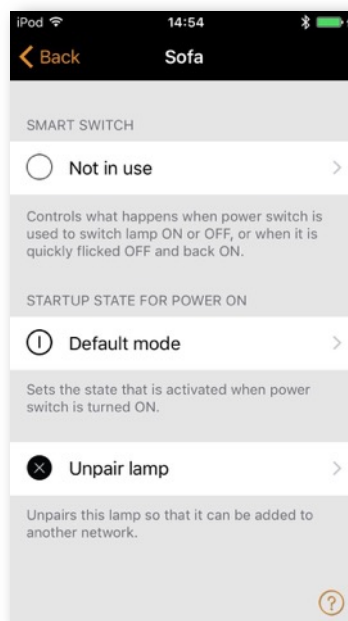 iPod 14:54
Back Sofa
SMART SWITCH
Not in use
Controls what happens when power switch is
used to switch lamp ON or OFF, or when it is
quickly flicked OFF and back ON.
STARTUP STATE FOR POWER ON
Default mode
Sets the state that is activated when power
switch is turned ON.
Unpair lamp
Unpairs this lamp so that it can be added to
another network.
?